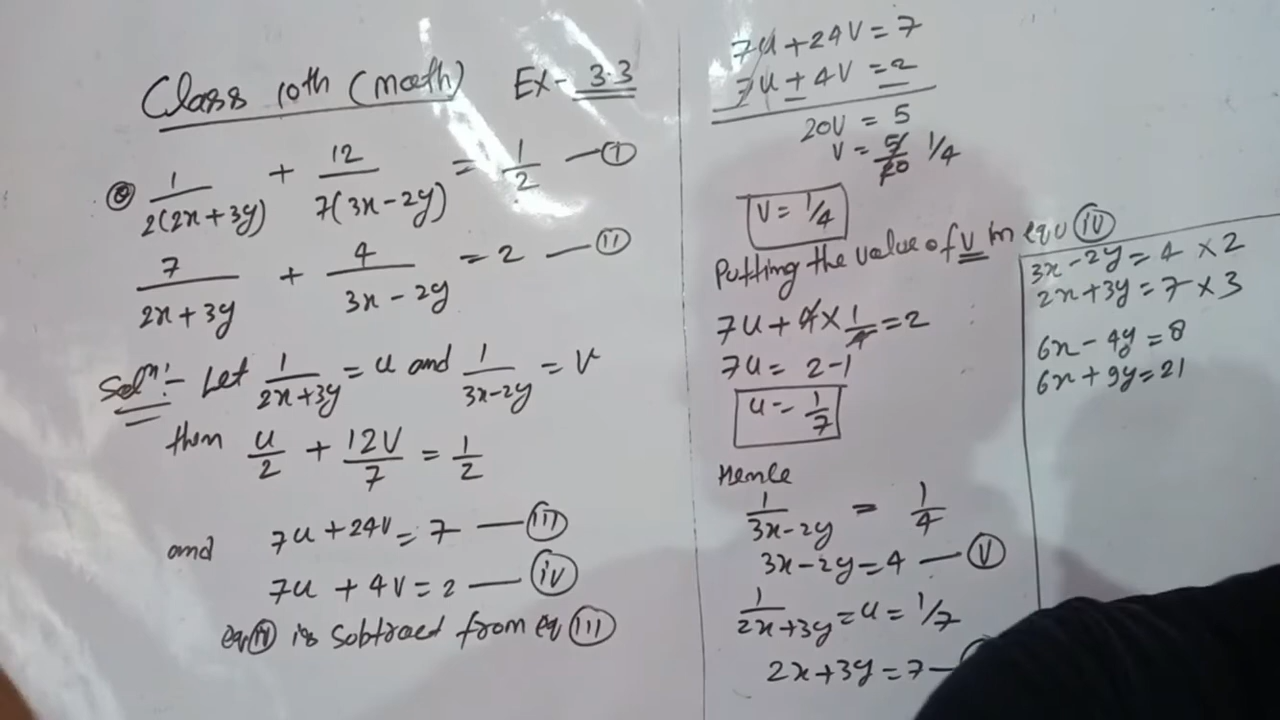 Class 10th (math) Ex- 3.3
1/2(2x+3y) + 12/7(3x-2y) = 1/2 — (I)
7/2x+3y + 4/3x-2y = 2 — (II)
Solⁿ:- Let 1/2x+3y = u and 1/3x-2y = v
then u/2 + 12v/7 = 1/2
7u + 24v = 7 — (III)
and
7u + 4v = 2 — (iv)
eq (iv) is subtract from eq (III)
7u + 24v = 7
7u + 4v = 2
- -
20v = 5
v = 5/20 1/4
v = 1/4
Putting the value of v in equ (iv)
7u + 4 × 1/4 = 2
7u = 2-1
u = 1/7
Hence
1/3x-2y = 1/4
3x-2y = 4 — (V)
1/2x+3y = u = 1/7
2x+3y = 7 —
3x-2y = 4 × 2
2x+3y = 7 × 3
6x - 4y = 8
6x + 9y = 21